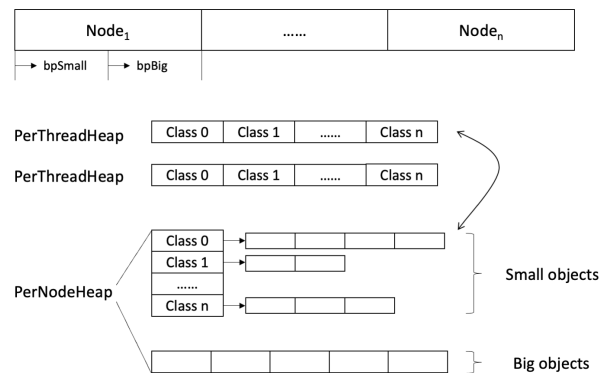 Node1 ...... Noden
bpSmall bpBig
PerThreadHeap Class 0 Class 1 ...... Class n
PerThreadHeap Class 0 Class 1 ...... Class n
PerNodeHeap
Class 0
Class 1
......
Class n
Small objects
Big objects